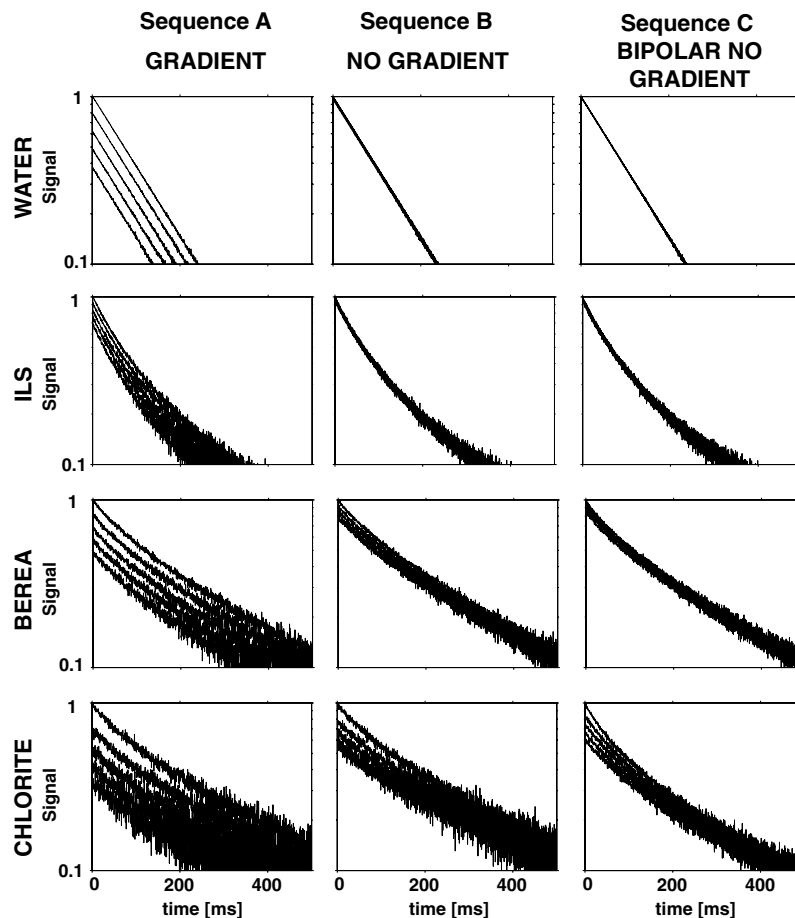 Sequence A
GRADIENT
Sequence B
NO GRADIENT
Sequence C
BIPOLAR NO
GRADIENT
WATER
Signal
1
0.1
ILS
Signal
1
0.1
BEREA
Signal
1
0.1
CHLORITE
Signal
1
0.1
0 200 400
time [ms]
0 200 400
time [ms]
0 200 400
time [ms]